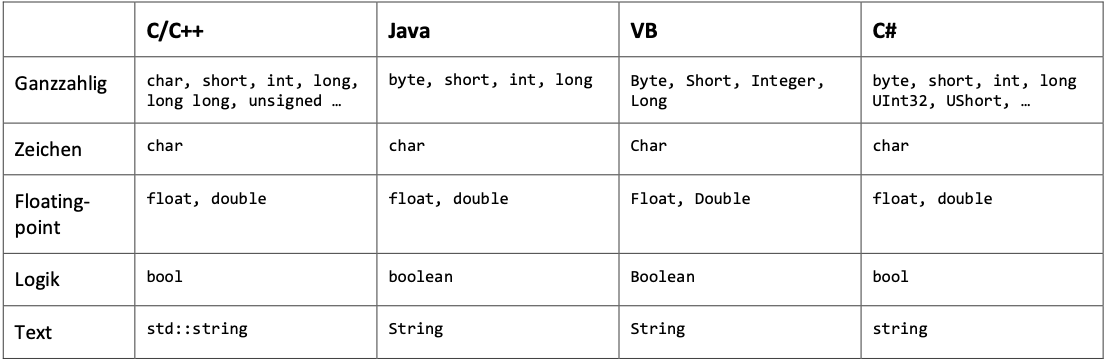 C/C++ Java VB C#
Ganzzahlig char, short, int, long, byte, short, int, long Byte, Short, Integer, byte, short, int, long
long long, unsigned … Long UInt32, UShort, …
Zeichen char char Char char
Floating- float, double float, double Float, Double float, double
point
Logik bool boolean Boolean bool
Text std::string String String string